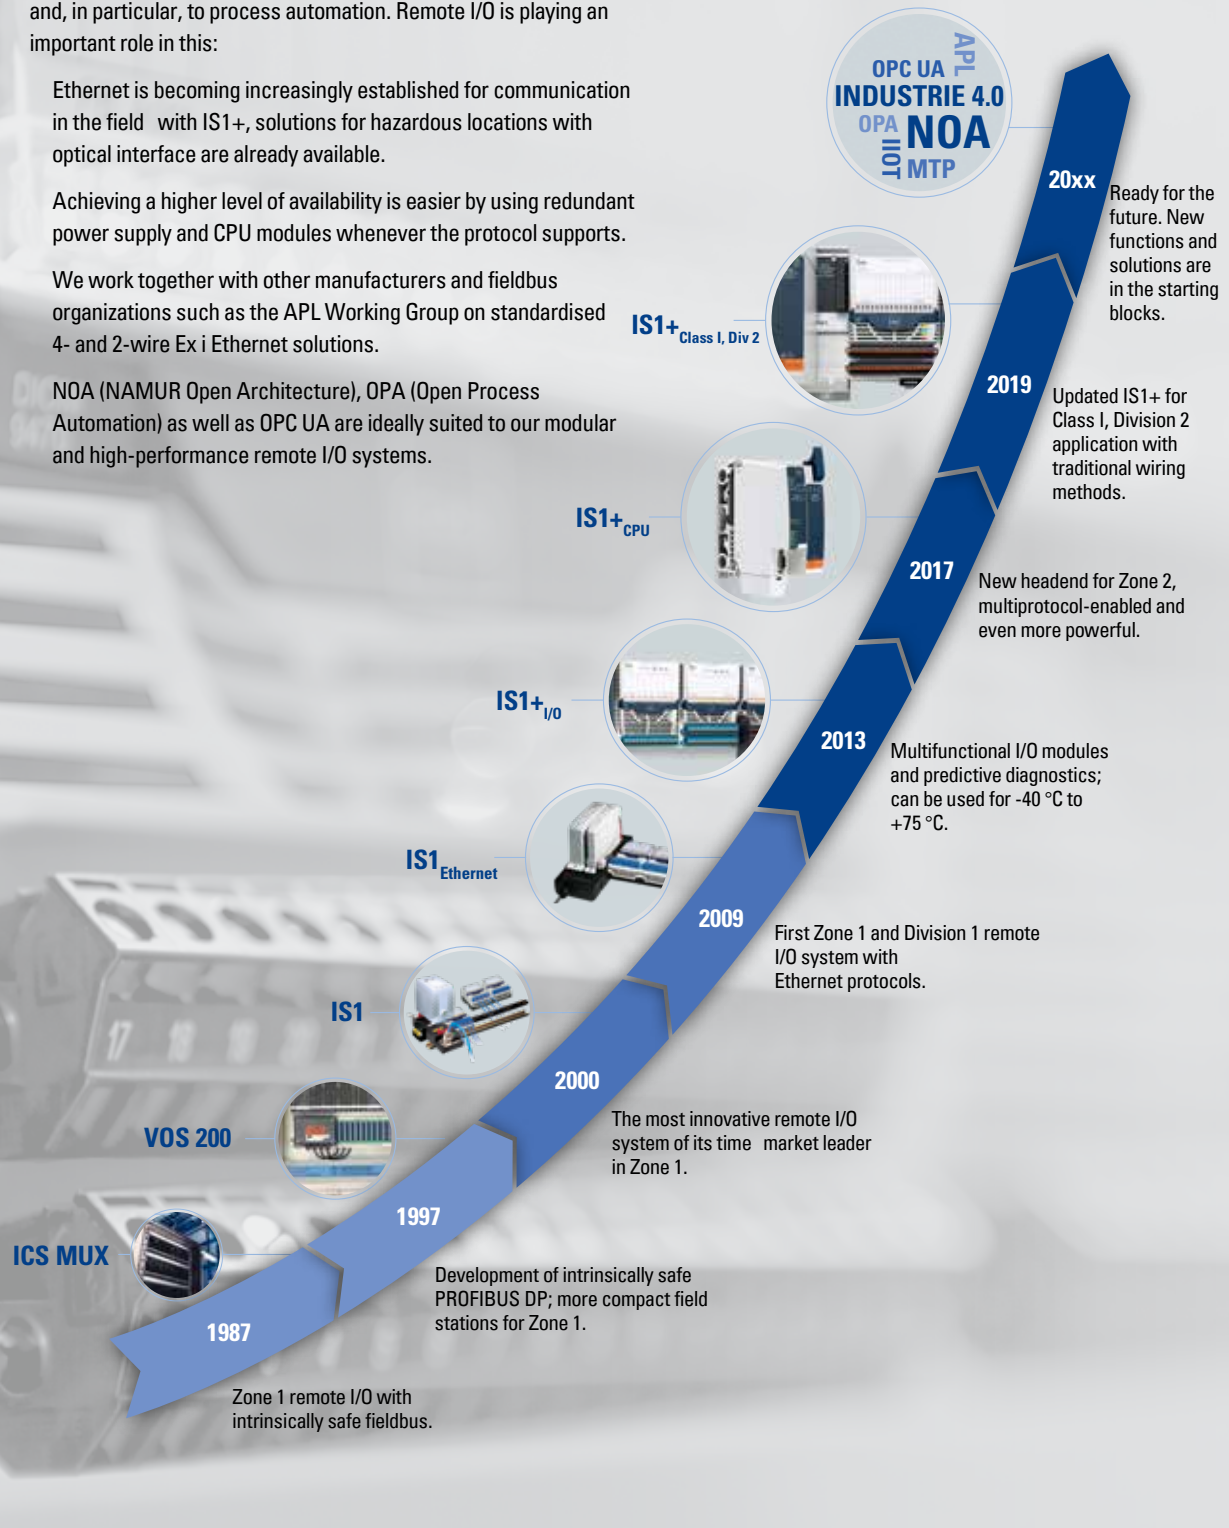 and, in particular, to process automation. Remote I/O is playing an
important role in this:
Ethernet is becoming increasingly established for communication
in the field with IS1+, solutions for hazardous locations with
optical interface are already available.
Achieving a higher level of availability is easier by using redundant
power supply and CPU modules whenever the protocol supports.
We work together with other manufacturers and fieldbus
organizations such as the APL Working Group on standardised
4- and 2-wire Ex i Ethernet solutions.
NOA (NAMUR Open Architecture), OPA (Open Process
Automation) as well as OPC UA are ideally suited to our modular
and high-performance remote I/O systems.
APL
OPC UA
INDUSTRIE 4.0
OPA
NOA
IIOT
MTP
20xx
Ready for the
future. New
functions and
solutions are
in the starting
blocks.
IS1+ Class I, Div 2
2019
Updated IS1+ for
Class I, Division 2
application with
traditional wiring
methods.
IS1+ CPU
2017
New headend for Zone 2,
multiprotocol-enabled and
even more powerful.
IS1+ I/O
2013
Multifunctional I/O modules
and predictive diagnostics;
can be used for -40 °C to
+75 °C.
IS1 Ethernet
2009
First Zone 1 and Division 1 remote
I/O system with
Ethernet protocols.
IS1
2000
The most innovative remote I/O
system of its time market leader
in Zone 1.
VOS 200
1997
Development of intrinsically safe
PROFIBUS DP; more compact field
stations for Zone 1.
ICS MUX
1987
Zone 1 remote I/O with
intrinsically safe fieldbus.
17
18
19